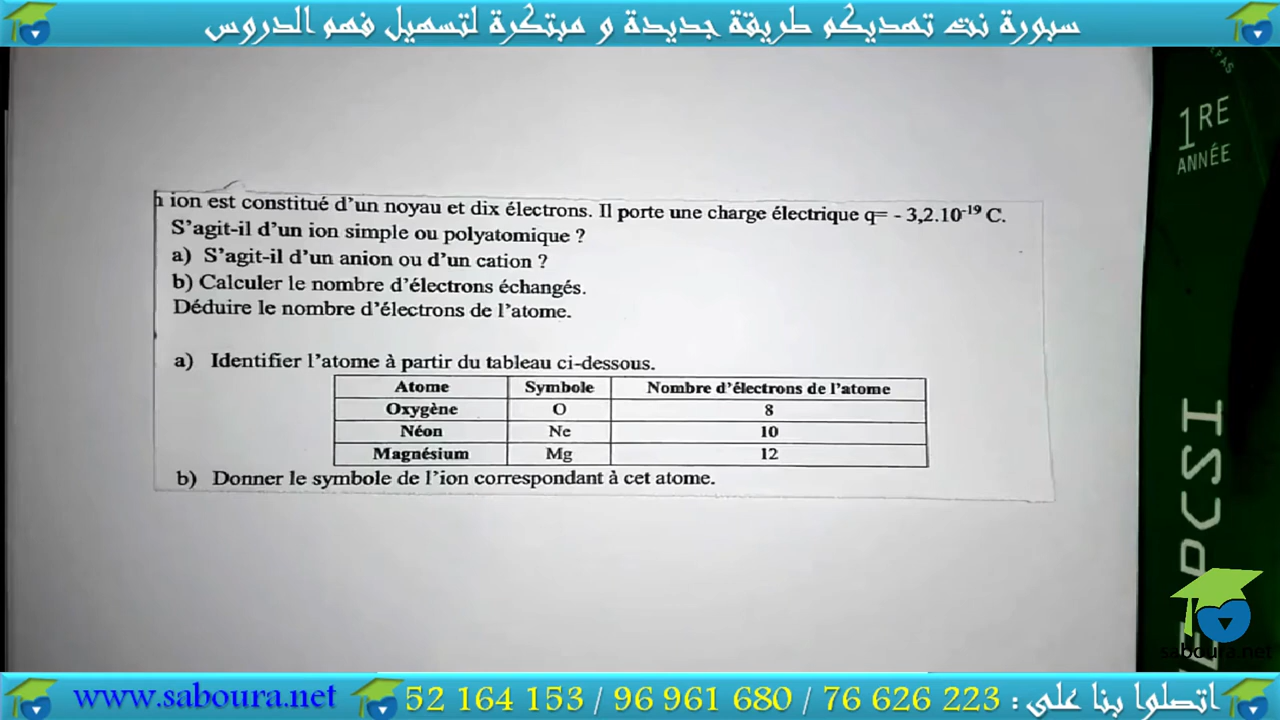 سبورة نت تهديكم طريقة جديدة و مبتكرة لتسهيل فهم الدروس
1RE
ANNÉE
ion est constitué d'un noyau et dix électrons. Il porte une charge électrique q= - 3,2.10⁻¹⁹ C.
S'agit-il d'un ion simple ou polyatomique ?
a) S'agit-il d'un anion ou d'un cation ?
b) Calculer le nombre d'électrons échangés.
Déduire le nombre d'électrons de l'atome.
a) Identifier l'atome à partir du tableau ci-dessous.
Atome Symbole Nombre d'électrons de l'atome
Oxygène O 8
Néon Ne 10
Magnésium Mg 12
b) Donner le symbole de l'ion correspondant à cet atome.
saboura.net
www.saboura.net 52 164 153 / 96 961 680 / 76 626 223 : اتصلوا بنا على